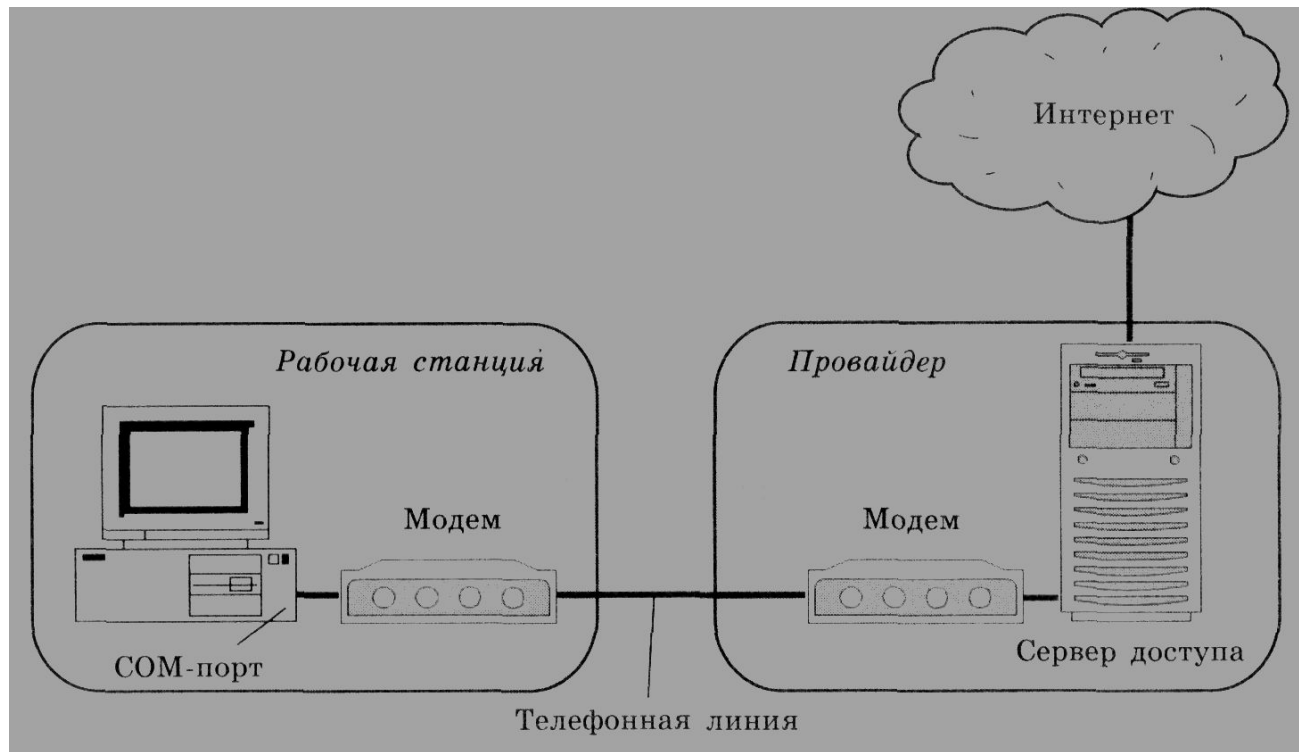 Интернет
Рабочая станция
Провайдер
Модем
Модем
COM-порт
Сервер доступа
Телефонная линия